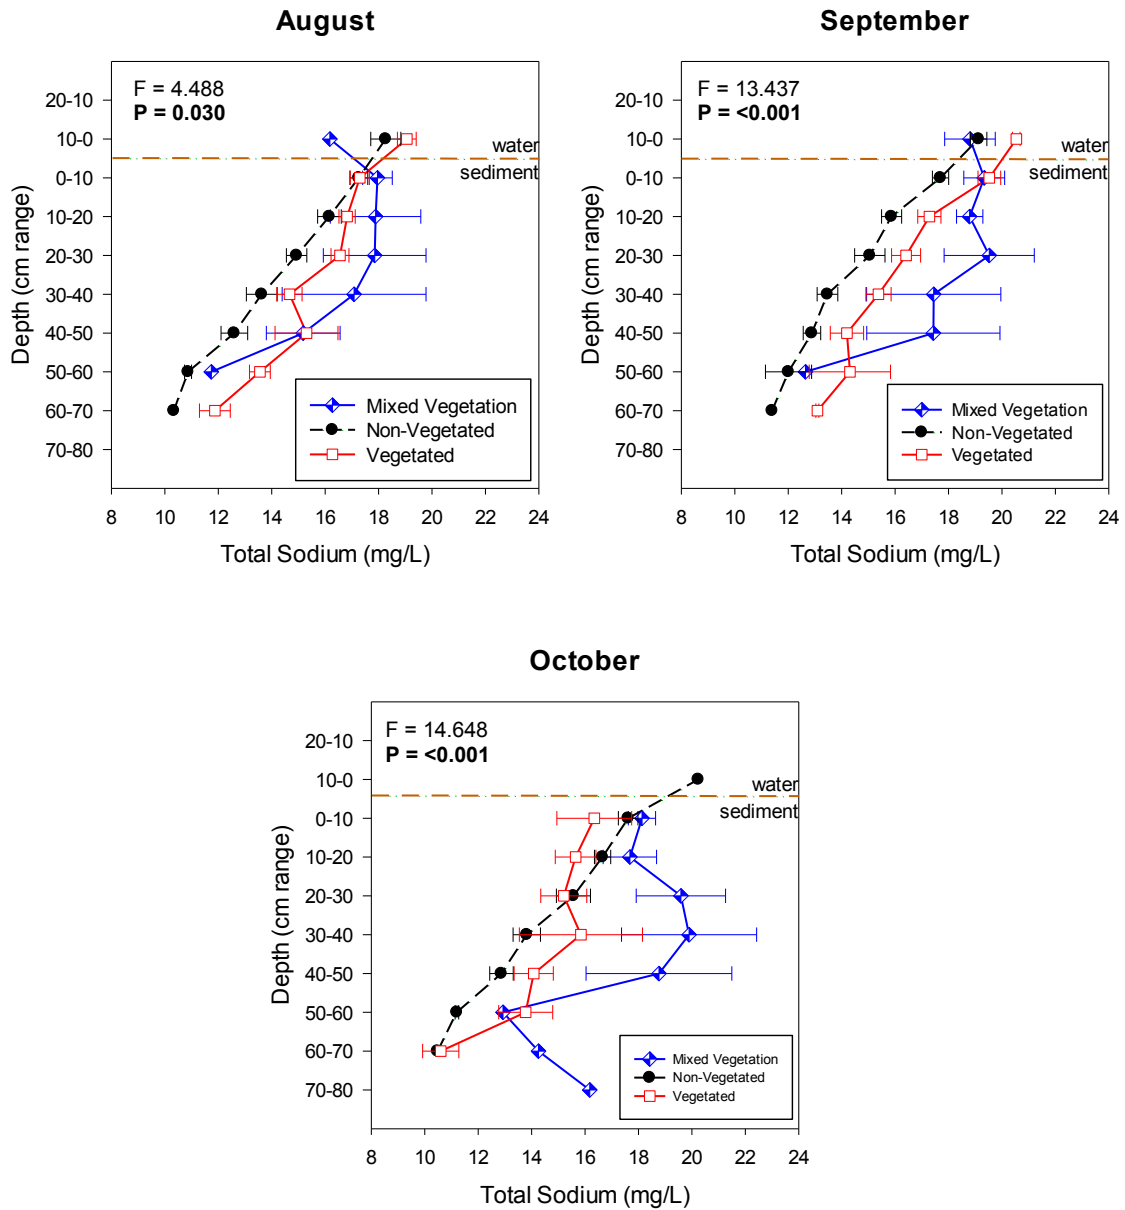 August
F = 4.488
P = 0.030
20-10
10-0
0-10
10-20
20-30
30-40
40-50
50-60
60-70
70-80
Depth (cm range)
water
sediment
Mixed Vegetation
Non-Vegetated
Vegetated
8 10 12 14 16 18 20 22 24
Total Sodium (mg/L)
September
F = 13.437
P = <0.001
20-10
10-0
0-10
10-20
20-30
30-40
40-50
50-60
60-70
70-80
Depth (cm range)
water
sediment
Mixed Vegetation
Non-Vegetated
Vegetated
8 10 12 14 16 18 20 22 24
Total Sodium (mg/L)
October
F = 14.648
P = <0.001
20-10
10-0
0-10
10-20
20-30
30-40
40-50
50-60
60-70
70-80
Depth (cm range)
water
sediment
Mixed Vegetation
Non-Vegetated
Vegetated
8 10 12 14 16 18 20 22 24
Total Sodium (mg/L)